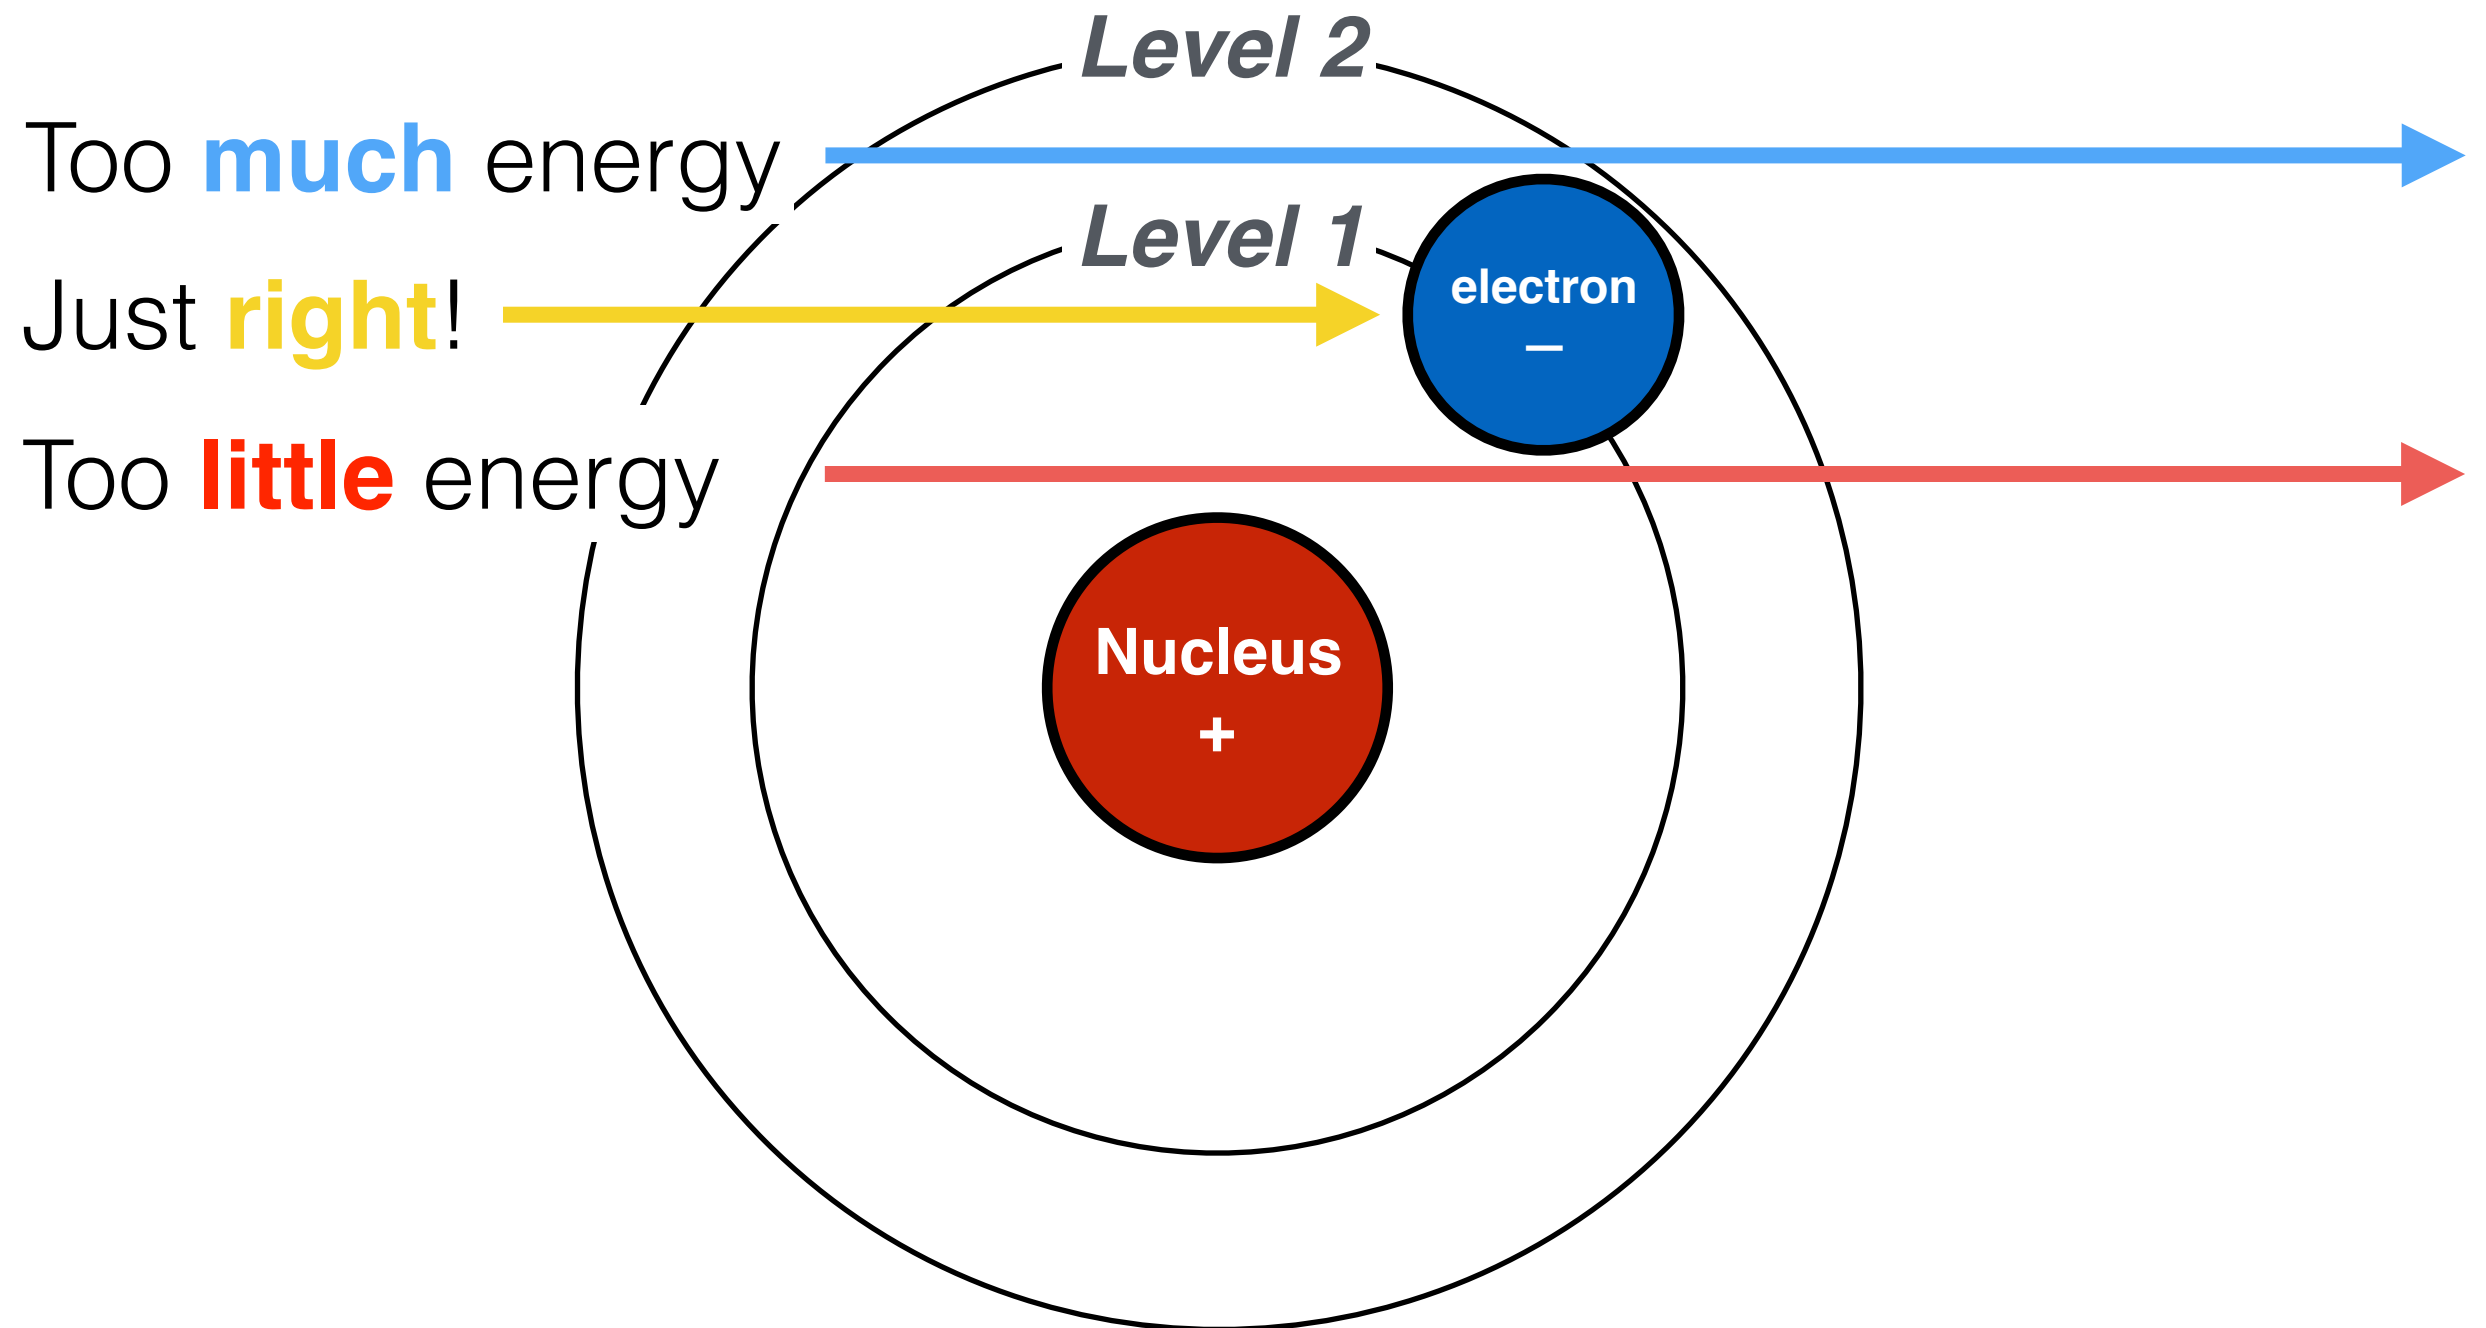 Level 2
Too much energy
Level 1
electron
–
Just right!
Too little energy
Nucleus
+